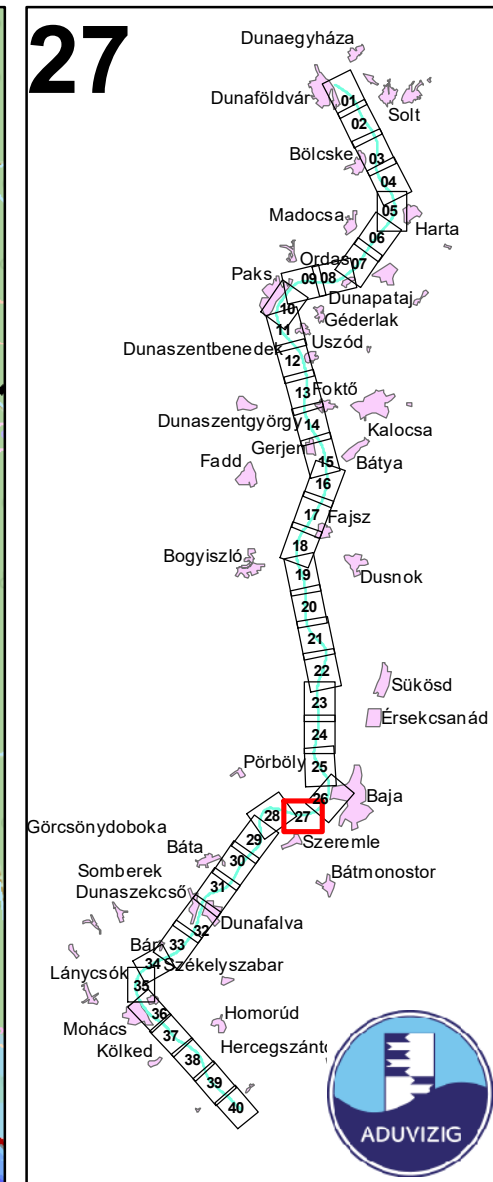 27
Dunaegyháza
Dunaföldvár
01
Solt
02
Bölcske
03
04
05
Madocsa
Harta
06
Ordas
07
Paks
09
08
Dunapataj
10
Géderlak
11
Uszód
Dunaszentbenedek
12
Foktő
13
Dunaszentgyörgy
14
Kalocsa
Gerjen
Bátya
Fadd
15
16
17
Fajsz
18
Bogyiszló
19
Dusnok
20
21
22
Sükösd
23
Érsekcsanád
24
Pörböly
25
26
Baja
28
27
Görcsönydoboka
29
Szeremle
Báta
30
Somberek
Bátmonostor
Dunaszekcső
31
Dunafalva
32
Bár
33
34
Székelyszabar
Lánycsók
35
36
Homorúd
Mohács
37
Kölked
38
Hercegszántó
39
40
ADUVIZIG